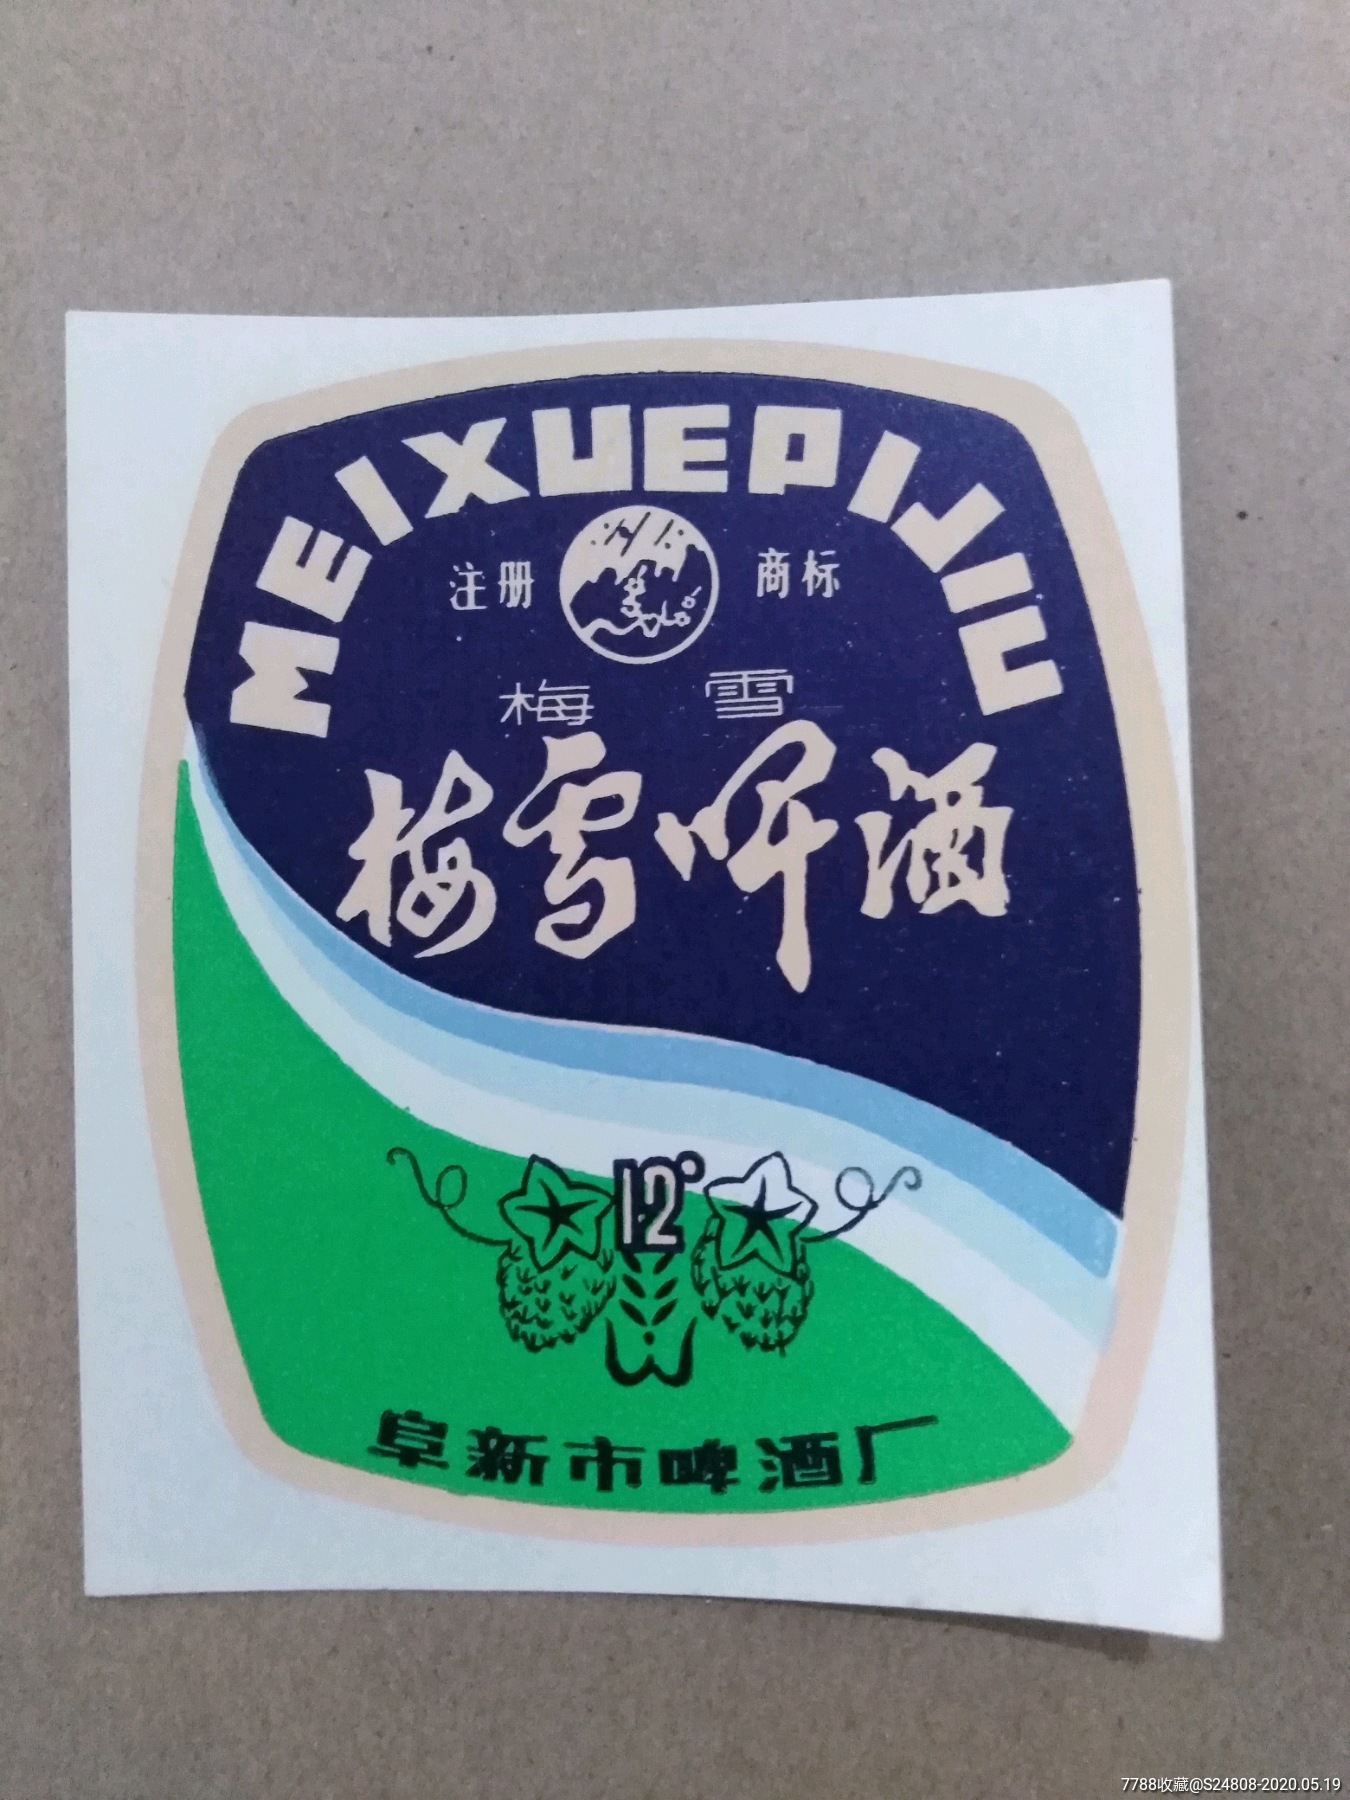 MEIXUEPIJIU
注册 商标
梅 雪
梅雪啤酒
12°
阜新市啤酒厂
7788收藏@S24808-2020.05.19